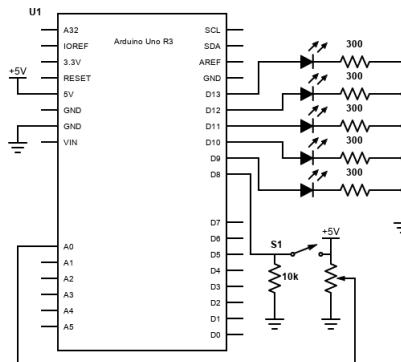 U1
Arduino Uno R3
A32
IOREF
3.3V
RESET
+5V
5V
GND
GND
VIN
A0
A1
A2
A3
A4
A5
SCL
SDA
AREF
GND
D13
D12
D11
D10
D9
D8
D7
D6
D5
D4
D3
D2
D1
D0
300
300
300
300
300
S1
+5V
10k